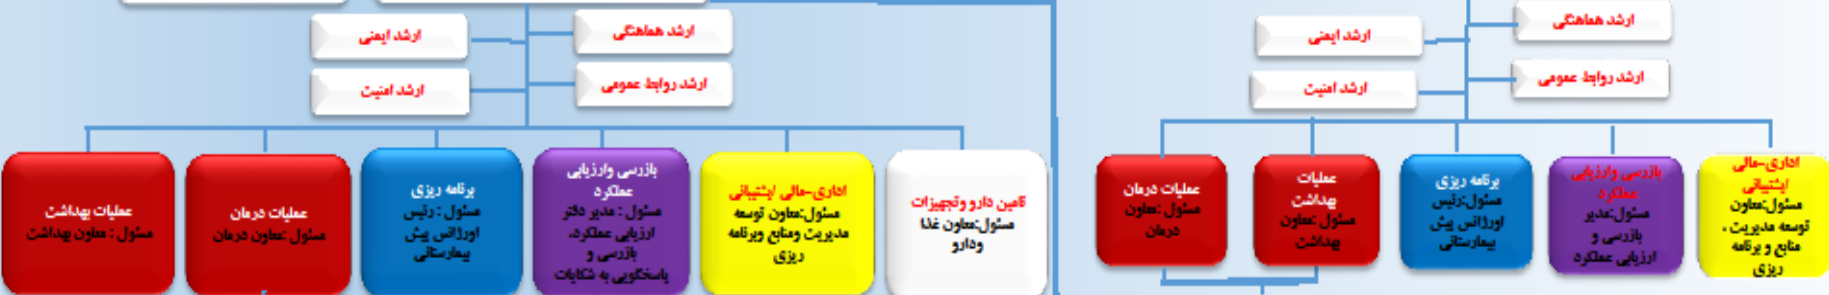 ارشد هماهنگی
ارشد ایمنی
ارشد روابط عمومی
ارشد امنیت
اداری-مالی /پشتیبانی
مسئول:معاون
توسعه مدیریت ،
منابع و برنامه
ریزی
بازرسی وارزیابی
عملکرد
مسئول:مدیر
بازرسی و
ارزیابی عملکرد
برنامه ریزی
مسئول:رئیس
اورژانس پیش
بیمارستانی
عملیات
بهداشت
مسئول :معاون
بهداشت
عملیات درمان
مسئول :معاون
درمان
ارشد هماهنگی
ارشد ایمنی
ارشد روابط عمومی
ارشد امنیت
تامین دارو وتجهیزات
مسئول:معاون غذا
ودارو
اداری-مالی /پشتیبانی
مسئول:معاون توسعه
مدیریت ومنابع وبرنامه
ریزی
بازرسی وارزیابی
عملکرد
مسئول : مدیر دفتر
ارزیابی عملکرد،
بازرسی و
پاسخگویی به شکایات
برنامه ریزی
مسئول : رئیس
اورژانس پیش
بیمارستانی
عملیات درمان
مسئول :معاون درمان
عملیات بهداشت
مسئول : معاون بهداشت